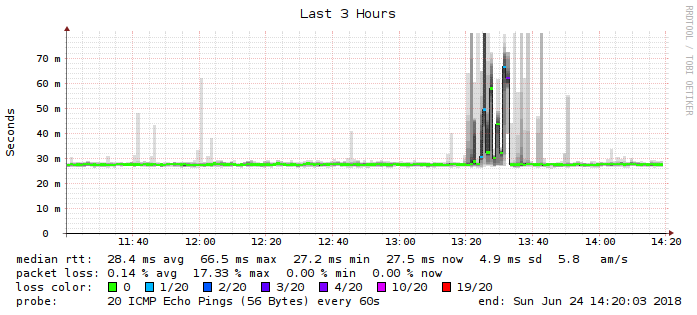 Last 3 Hours
RRDTOOL / TOBI OETIKER
Seconds
70 m
60 m
50 m
40 m
30 m
20 m
10 m
0
11:40 12:00 12:20 12:40 13:00 13:20 13:40 14:00 14:20
median rtt: 28.4 ms avg 66.5 ms max 27.2 ms min 27.5 ms now 4.9 ms sd 5.8 am/s
packet loss: 0.14 % avg 17.33 % max 0.00 % min 0.00 % now
loss color: 0 1/20 2/20 3/20 4/20 10/20 19/20
probe: 20 ICMP Echo Pings (56 Bytes) every 60s end: Sun Jun 24 14:20:03 2018